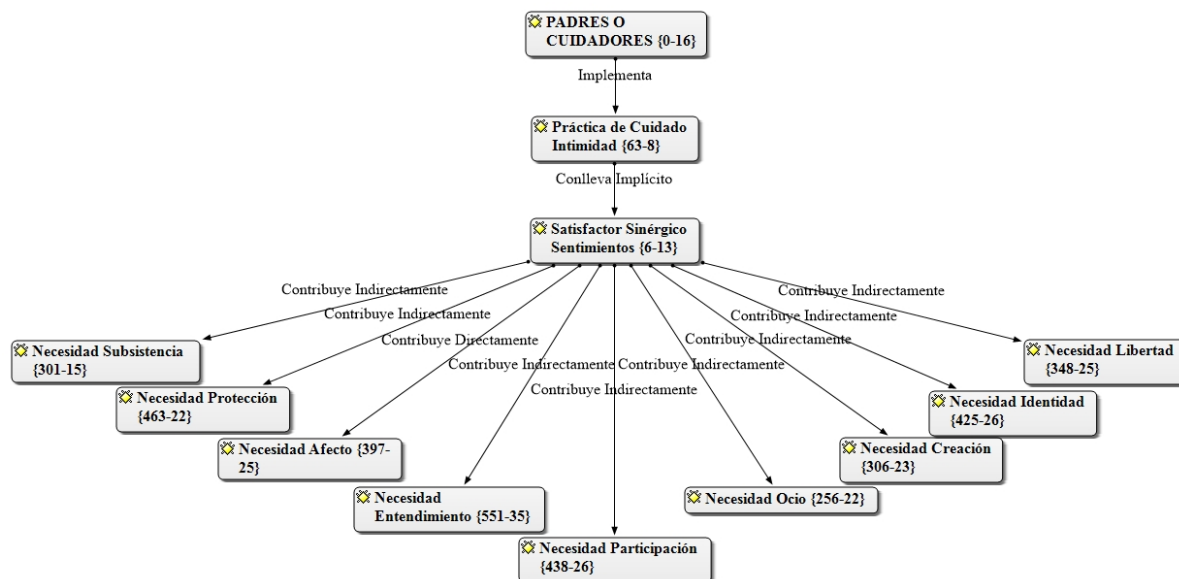 PADRES O
CUIDADORES {0-16}
Implementa
Práctica de Cuidado
Intimidad {63-8}
Conlleva Implícito
Satisfactor Sinérgico
Sentimientos {6-13}
Contribuye Indirectamente
Contribuye Indirectamente
Contribuye Directamente
Contribuye Indirectamente
Contribuye Indirectamente
Contribuye Indirectamente
Contribuye Indirectamente
Contribuye Indirectamente
Contribuye Indirectamente
Necesidad Subsistencia
{301-15}
Necesidad Protección
{463-22}
Necesidad Afecto {397-
25}
Necesidad
Entendimiento {551-35}
Necesidad Participación
{438-26}
Necesidad Ocio {256-22}
Necesidad Creación
{306-23}
Necesidad Identidad
{425-26}
Necesidad Libertad
{348-25}